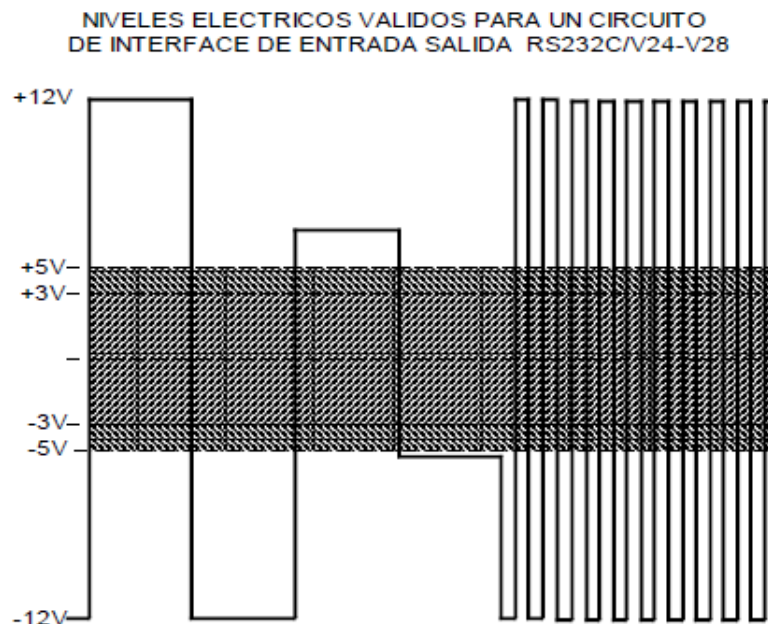 NIVELES ELECTRICOS VALIDOS PARA UN CIRCUITO
DE INTERFACE DE ENTRADA SALIDA RS232C/V24-V28
+12V
+5V
+3V
-3V
-5V
-12V